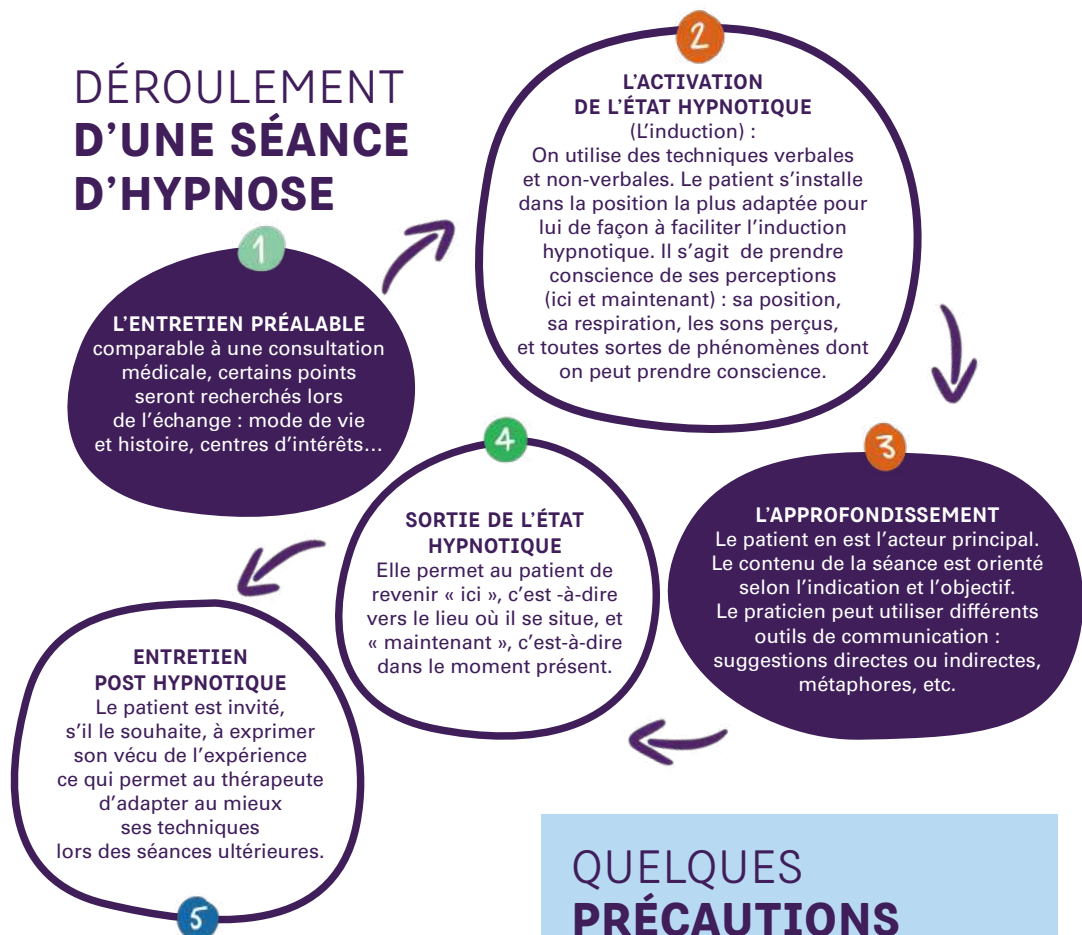 DÉROULEMENT
D'UNE SÉANCE
D'HYPNOSE
1
L'ENTRETIEN PRÉALABLE
comparable à une consultation
médicale, certains points
seront recherchés lors
de l'échange : mode de vie
et histoire, centres d'intérêts…
2
L'ACTIVATION
DE L'ÉTAT HYPNOTIQUE
(L'induction) :
On utilise des techniques verbales
et non-verbales. Le patient s'installe
dans la position la plus adaptée pour
lui de façon à faciliter l'induction
hypnotique. Il s'agit de prendre
conscience de ses perceptions
(ici et maintenant) : sa position,
sa respiration, les sons perçus,
et toutes sortes de phénomènes dont
on peut prendre conscience.
3
L'APPROFONDISSEMENT
Le patient en est l'acteur principal.
Le contenu de la séance est orienté
selon l'indication et l'objectif.
Le praticien peut utiliser différents
outils de communication :
suggestions directes ou indirectes,
métaphores, etc.
4
SORTIE DE L'ÉTAT
HYPNOTIQUE
Elle permet au patient de
revenir « ici », c'est -à-dire
vers le lieu où il se situe, et
« maintenant », c'est-à-dire
dans le moment présent.
ENTRETIEN
POST HYPNOTIQUE
Le patient est invité,
s'il le souhaite, à exprimer
son vécu de l'expérience
ce qui permet au thérapeute
d'adapter au mieux
ses techniques
lors des séances ultérieures.
5
QUELQUES
PRÉCAUTIONS